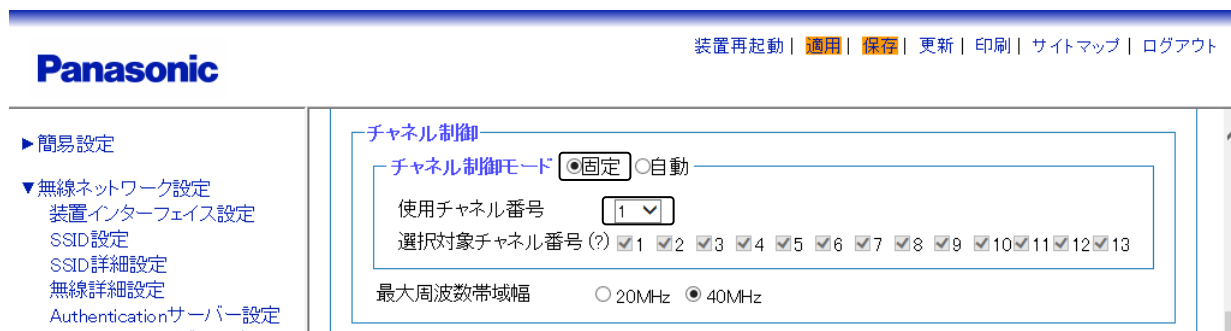 装置再起動| 適用| 保存| 更新| 印刷| サイトマップ| ログアウト
Panasonic
▶簡易設定
▼無線ネットワーク設定
装置インターフェイス設定
SSID設定
SSID詳細設定
無線詳細設定
Authenticationサーバー設定
チャネル制御
チャネル制御モード 固定 自動
使用チャネル番号 1
選択対象チャネル番号(?) 1 2 3 4 5 6 7 8 9 10 11 12 13
最大周波数帯域幅 20MHz 40MHz